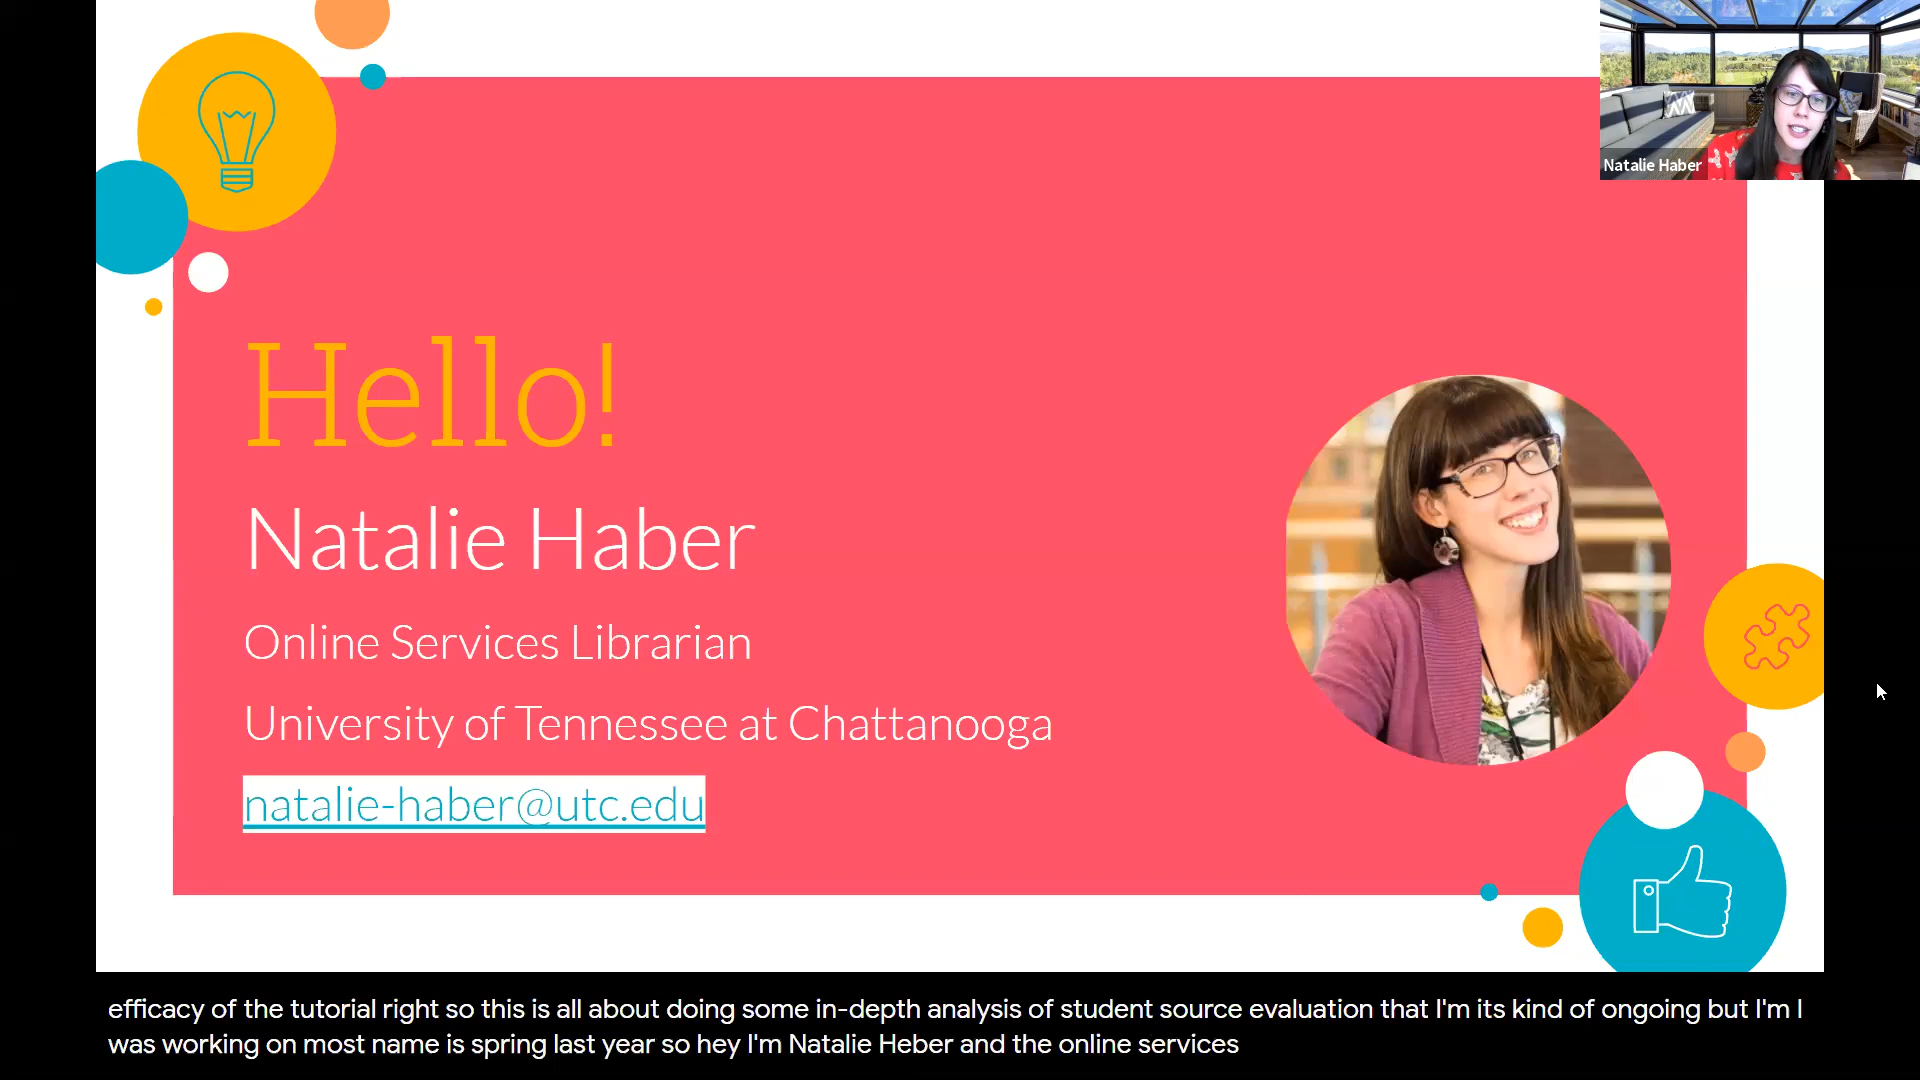 Natalie Haber
Hello!
Natalie Haber
Online Services Librarian
University of Tennessee at Chattanooga
natalie-haber@utc.edu
efficacy of the tutorial right so this is all about doing some in-depth analysis of student source evaluation that I'm its kind of ongoing but I'm I
was working on most name is spring last year so hey I'm Natalie Heber and the online services